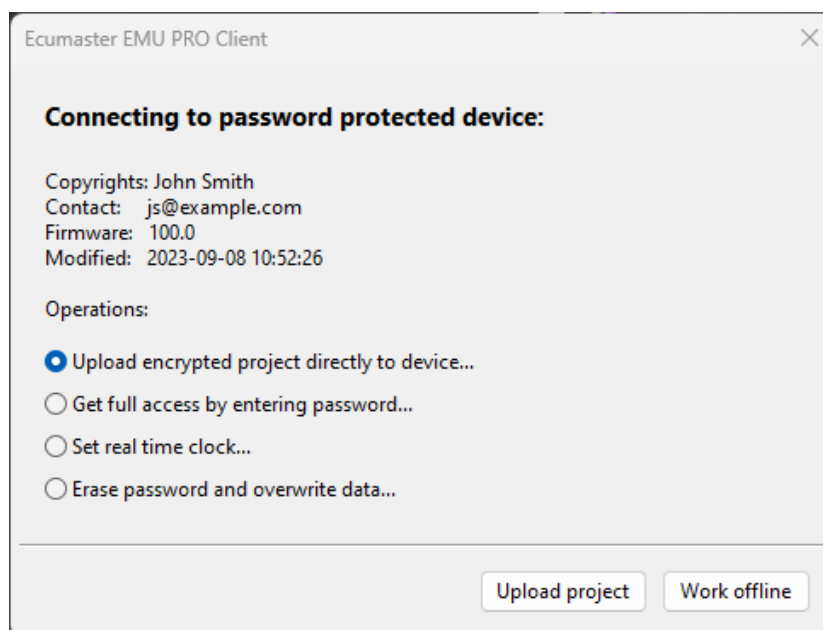 Ecumaster EMU PRO Client
Connecting to password protected device:
Copyrights: John Smith
Contact: js@example.com
Firmware: 100.0
Modified: 2023-09-08 10:52:26
Operations:
Upload encrypted project directly to device...
Get full access by entering password...
Set real time clock...
Erase password and overwrite data...
Upload project
Work offline